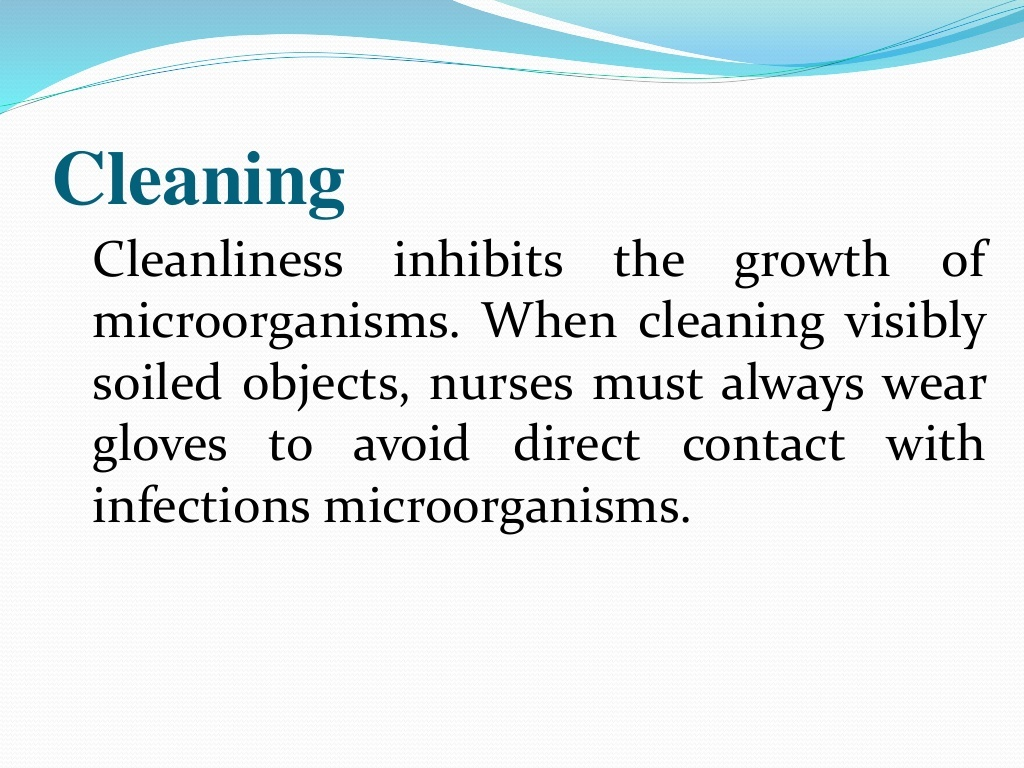 Cleaning
Cleanliness inhibits the growth of
microorganisms. When cleaning visibly
soiled objects, nurses must always wear
gloves to avoid direct contact with
infections microorganisms.